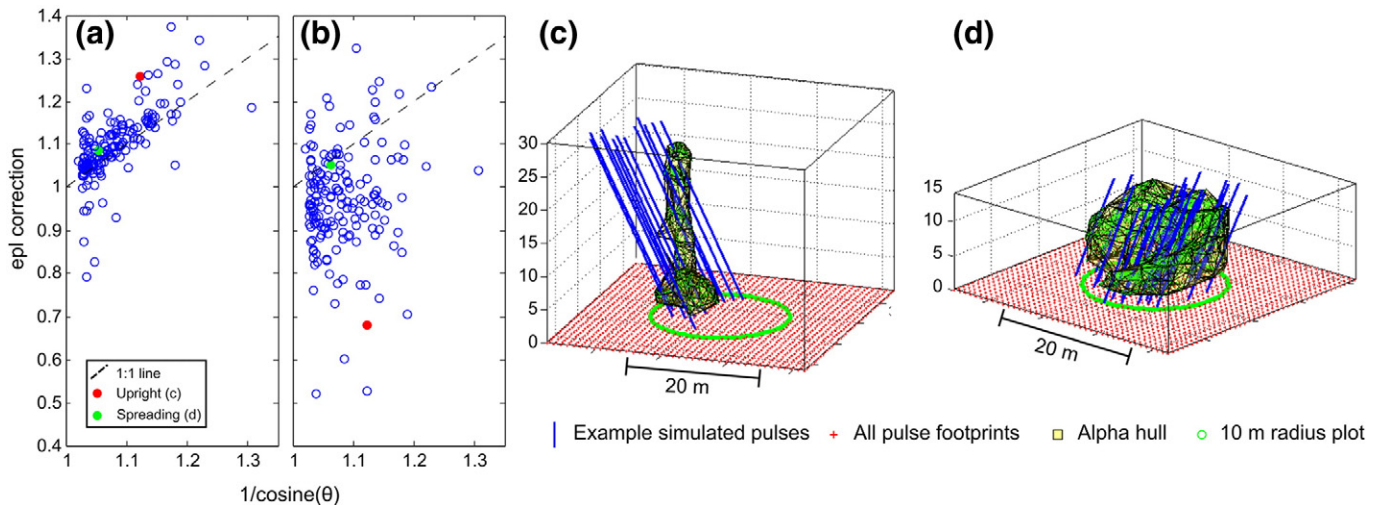 (a)
(b)
(c)
(d)
epl correction
1.4
1.3
1.2
1.1
1
0.9
0.8
0.7
0.6
0.5
0.4
1:1 line
Upright (c)
Spreading (d)
1 1.1 1.2 1.3
1 1.1 1.2 1.3
1/cosine(θ)
30
25
20
15
10
5
0
20 m
15
10
5
0
20 m
Example simulated pulses
All pulse footprints
Alpha hull
10 m radius plot